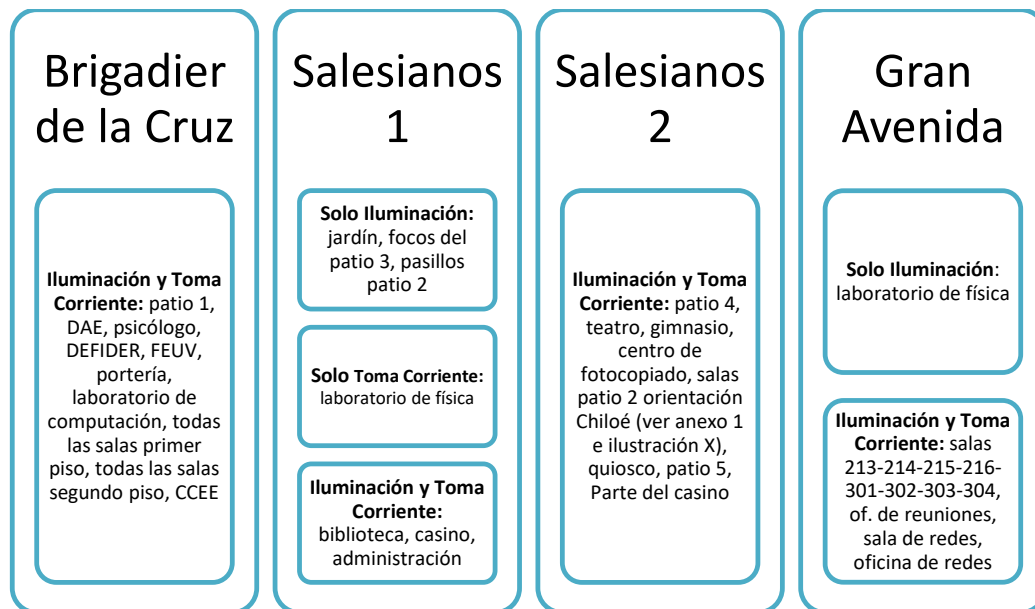 Brigadier
de la Cruz
Iluminación y Toma
Corriente: patio 1,
DAE, psicólogo,
DEFIDER, FEUV,
portería,
laboratorio de
computación, todas
las salas primer
piso, todas las salas
segundo piso, CCEE
Salesianos
1
Solo Iluminación:
jardín, focos del
patio 3, pasillos
patio 2
Solo Toma Corriente:
laboratorio de física
Iluminación y Toma
Corriente:
biblioteca, casino,
administración
Salesianos
2
Iluminación y Toma
Corriente: patio 4,
teatro, gimnasio,
centro de
fotocopiado, salas
patio 2 orientación
Chiloé (ver anexo 1
e ilustración X),
quiosco, patio 5,
Parte del casino
Gran
Avenida
Solo Iluminación:
laboratorio de física
Iluminación y Toma
Corriente: salas
213-214-215-216-
301-302-303-304,
of. de reuniones,
sala de redes,
oficina de redes